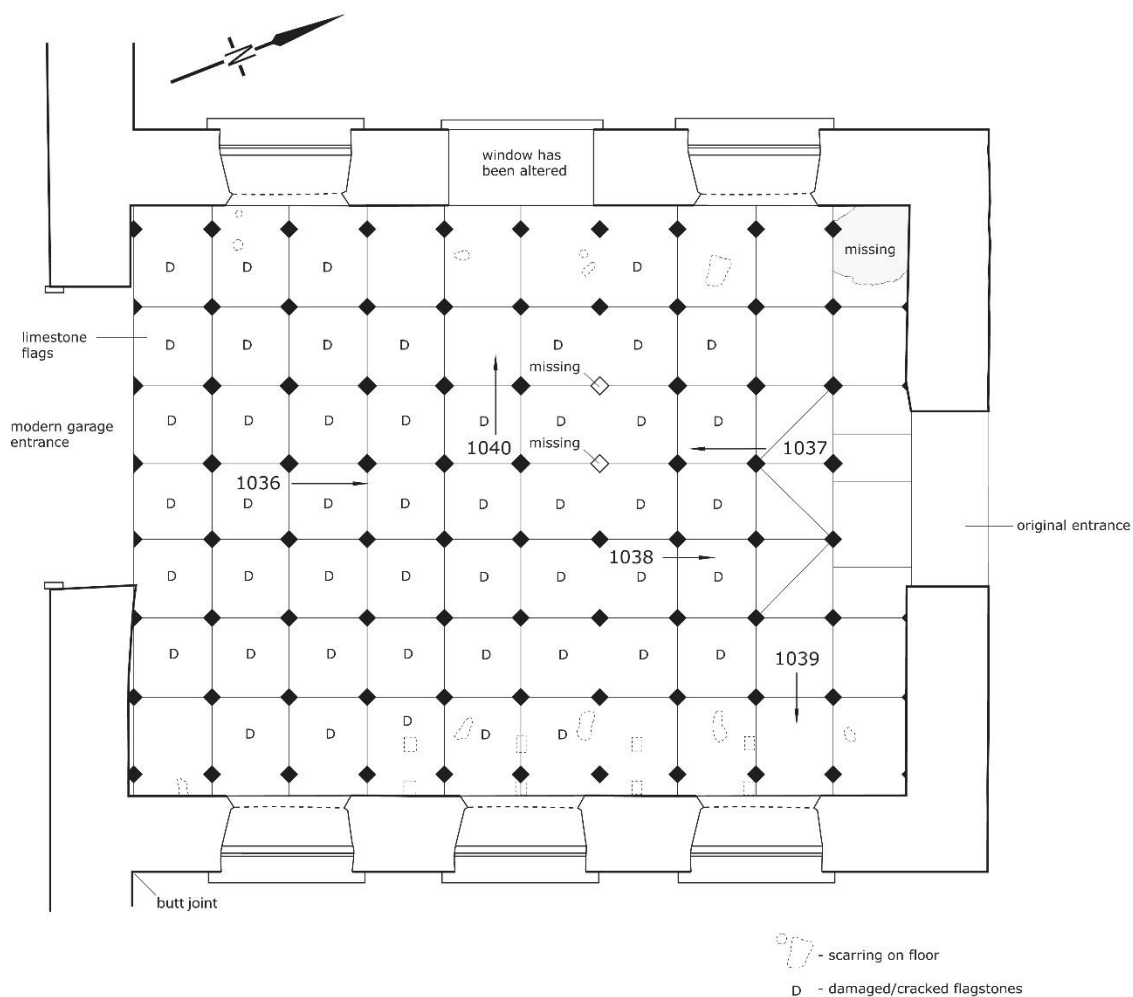 N
window has
been altered
missing
D D D D
limestone
flags
D D D D D D D
missing
modern garage
entrance
D D D D D D D D
1040
missing
1037
1036
D D D D D D D D
original entrance
1038
D D D D D D D D
D D D D D D D D
1039
D D D D D
butt joint
- scarring on floor
D - damaged/cracked flagstones